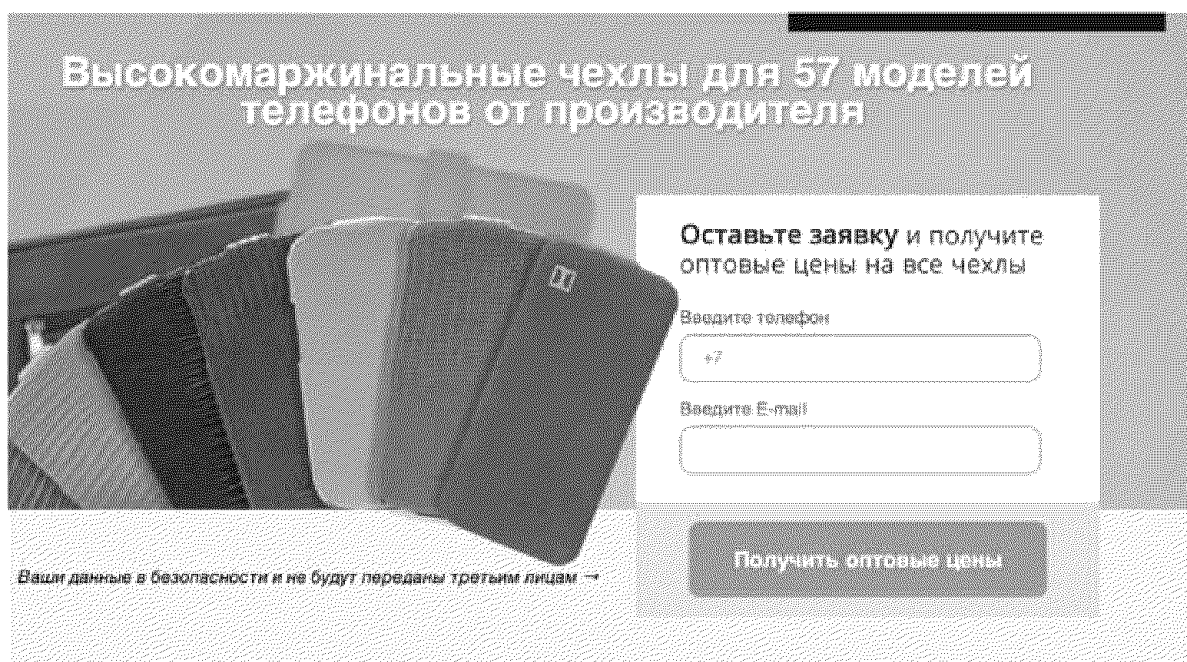 Высокомаржинальные чехлы для 57 моделей
телефонов от производителя
Оставьте заявку и получите
оптовые цены на все чехлы
Введите телефон
+7
Введите E-mail
Получить оптовые цены
Ваши данные в безопасности и не будут переданы третьим лицам →